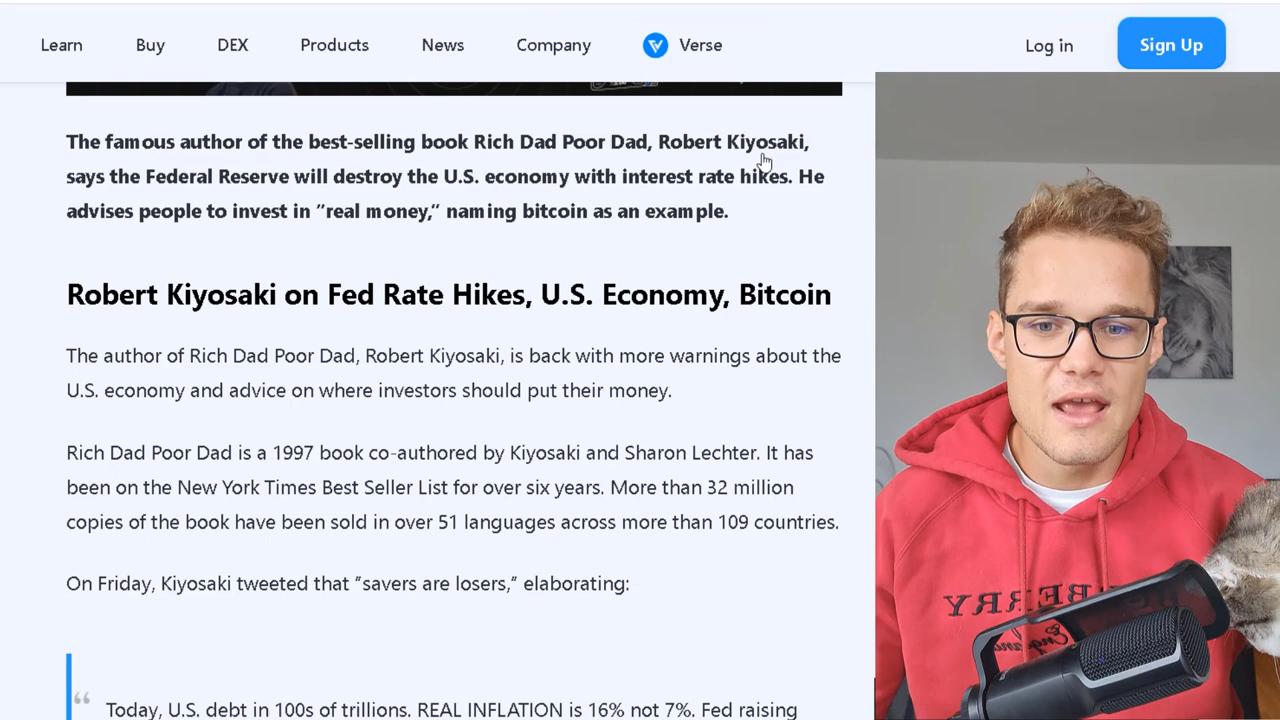 Learn Buy DEX Products News Company Verse Log in Sign Up
The famous author of the best-selling book Rich Dad Poor Dad, Robert Kiyosaki,
says the Federal Reserve will destroy the U.S. economy with interest rate hikes. He
advises people to invest in "real money," naming bitcoin as an example.
Robert Kiyosaki on Fed Rate Hikes, U.S. Economy, Bitcoin
The author of Rich Dad Poor Dad, Robert Kiyosaki, is back with more warnings about the
U.S. economy and advice on where investors should put their money.
Rich Dad Poor Dad is a 1997 book co-authored by Kiyosaki and Sharon Lechter. It has
been on the New York Times Best Seller List for over six years. More than 32 million
copies of the book have been sold in over 51 languages across more than 109 countries.
On Friday, Kiyosaki tweeted that "savers are losers," elaborating:
“ Today, U.S. debt in 100s of trillions. REAL INFLATION is 16% not 7%. Fed raising